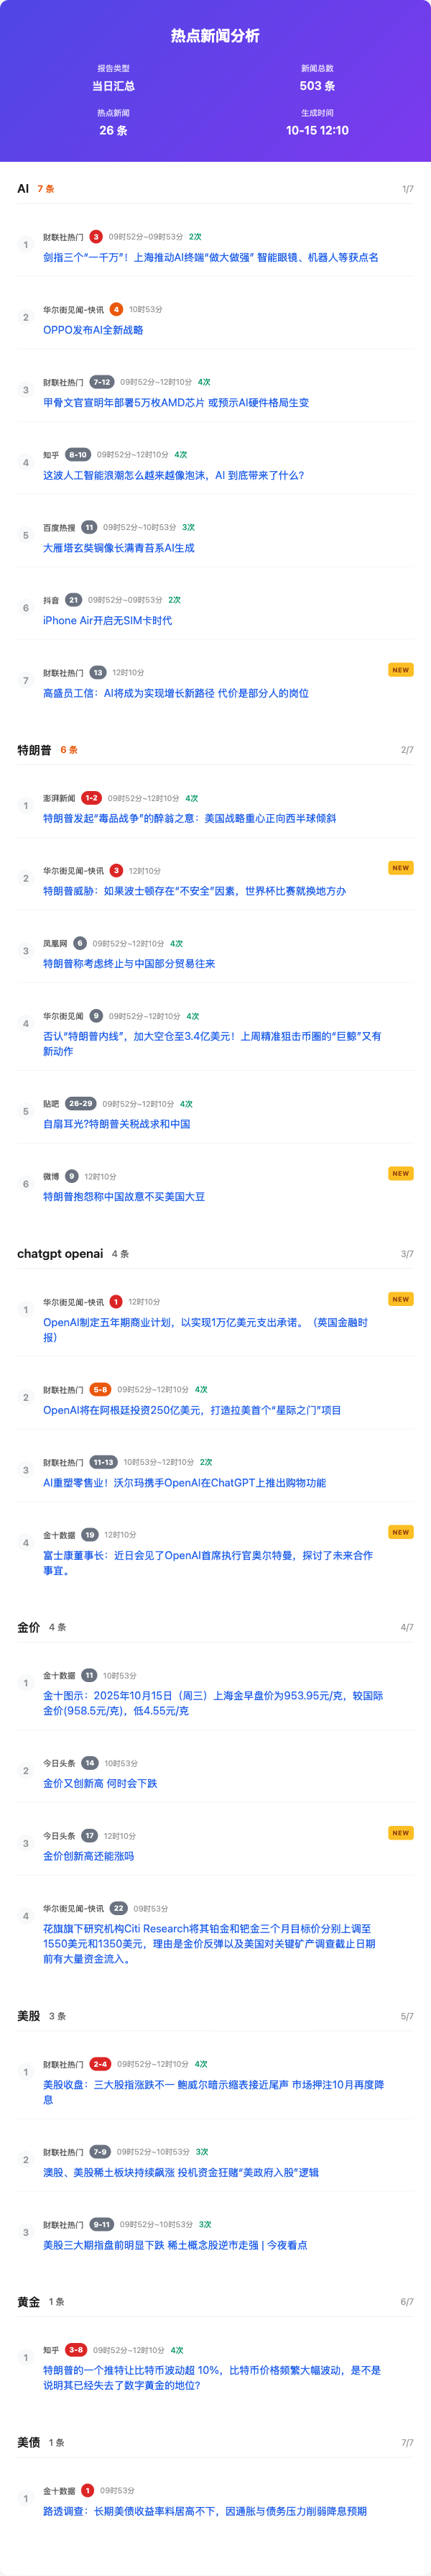 热点新闻分析
报告类型 新闻总数
当日汇总 503 条
热点新闻 生成时间
26 条 10-15 12:10
AI 7 条 1/7
1
财联社热门 3 09时52分~09时53分 2次
剑指三个“一千万”！上海推动AI终端“做大做强” 智能眼镜、机器人等获点名
2
华尔街见闻-快讯 4 10时53分
OPPO发布AI全新战略
3
财联社热门 7-12 09时52分~12时10分 4次
甲骨文官宣明年部署5万枚AMD芯片 或预示AI硬件格局生变
4
知乎 8-10 09时52分~12时10分 4次
这波人工智能浪潮怎么越来越像泡沫，AI 到底带来了什么?
5
百度热搜 11 09时52分~10时53分 3次
大雁塔玄奘铜像长满青苔系AI生成
6
抖音 21 09时52分~09时53分 2次
iPhone Air开启无SIM卡时代
7
财联社热门 13 12时10分 NEW
高盛员工信：AI将成为实现增长新路径 代价是部分人的岗位
特朗普 6 条 2/7
1
澎湃新闻 1-2 09时52分~12时10分 4次
特朗普发起“毒品战争”的醉翁之意：美国战略重心正向西半球倾斜
2
华尔街见闻-快讯 3 12时10分 NEW
特朗普威胁：如果波士顿存在“不安全”因素，世界杯比赛就换地方办
3
凤凰网 6 09时52分~12时10分 4次
特朗普称考虑终止与中国部分贸易往来
4
华尔街见闻 9 09时52分~12时10分 4次
否认“特朗普内线”，加大空仓至3.4亿美元！上周精准狙击币圈的“巨鲸”又有
新动作
5
贴吧 26-29 09时52分~12时10分 4次
自扇耳光?特朗普关税战求和中国
6
微博 9 12时10分 NEW
特朗普抱怨称中国故意不买美国大豆
chatgpt openai 4 条 3/7
1
华尔街见闻-快讯 1 12时10分 NEW
OpenAI制定五年期商业计划，以实现1万亿美元支出承诺。（英国金融时
报）
2
财联社热门 5-8 09时52分~12时10分 4次
OpenAI将在阿根廷投资250亿美元，打造拉美首个“星际之门”项目
3
财联社热门 11-13 10时53分~12时10分 2次
AI重塑零售业！沃尔玛携手OpenAI在ChatGPT上推出购物功能
4
金十数据 19 12时10分 NEW
富士康董事长：近日会见了OpenAI首席执行官奥尔特曼，探讨了未来合作
事宜。
金价 4 条 4/7
1
金十数据 11 10时53分
金十图示：2025年10月15日（周三）上海金早盘价为953.95元/克，较国际
金价(958.5元/克)，低4.55元/克
2
今日头条 14 10时53分
金价又创新高 何时会下跌
3
今日头条 17 12时10分 NEW
金价创新高还能涨吗
4
华尔街见闻-快讯 22 09时53分
花旗旗下研究机构Citi Research将其铂金和钯金三个月目标价分别上调至
1550美元和1350美元，理由是金价反弹以及美国对关键矿产调查截止日期
前有大量资金流入。
美股 3 条 5/7
1
财联社热门 2-4 09时52分~12时10分 4次
美股收盘：三大股指涨跌不一 鲍威尔暗示缩表接近尾声 市场押注10月再度降
息
2
财联社热门 7-9 09时52分~10时53分 3次
澳股、美股稀土板块持续飙涨 投机资金狂赌“美政府入股”逻辑
3
财联社热门 9-11 09时52分~10时53分 3次
美股三大期指盘前明显下跌 稀土概念股逆市走强 | 今夜看点
黄金 1 条 6/7
1
知乎 3-8 09时52分~12时10分 4次
特朗普的一个推特让比特币波动超 10%，比特币价格频繁大幅波动，是不是
说明其已经失去了数字黄金的地位?
美债 1 条 7/7
1
金十数据 1 09时53分
路透调查：长期美债收益率料居高不下，因通胀与债务压力削弱降息预期